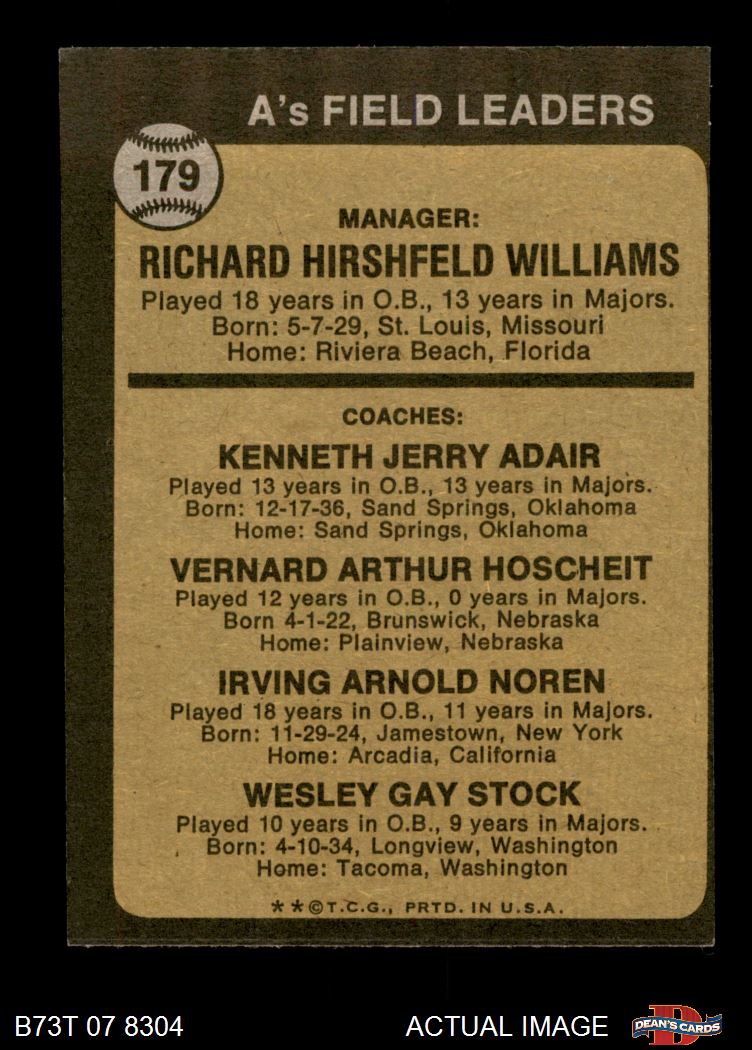 A's FIELD LEADERS
179
MANAGER:
RICHARD HIRSHFELD WILLIAMS
Played 18 years in O.B., 13 years in Majors.
Born: 5-7-29, St. Louis, Missouri
Home: Riviera Beach, Florida
COACHES:
KENNETH JERRY ADAIR
Played 13 years in O.B., 13 years in Majors.
Born: 12-17-36, Sand Springs, Oklahoma
Home: Sand Springs, Oklahoma
VERNARD ARTHUR HOSCHEIT
Played 12 years in O.B., 0 years in Majors.
Born 4-1-22, Brunswick, Nebraska
Home: Plainview, Nebraska
IRVING ARNOLD NOREN
Played 18 years in O.B., 11 years in Majors.
Born: 11-29-24, Jamestown, New York
Home: Arcadia, California
WESLEY GAY STOCK
Played 10 years in O.B., 9 years in Majors.
Born: 4-10-34, Longview, Washington
Home: Tacoma, Washington
**©T.C.G., PRTD. IN U.S.A.
B73T 07 8304 ACTUAL IMAGE DEAN'S CARDS